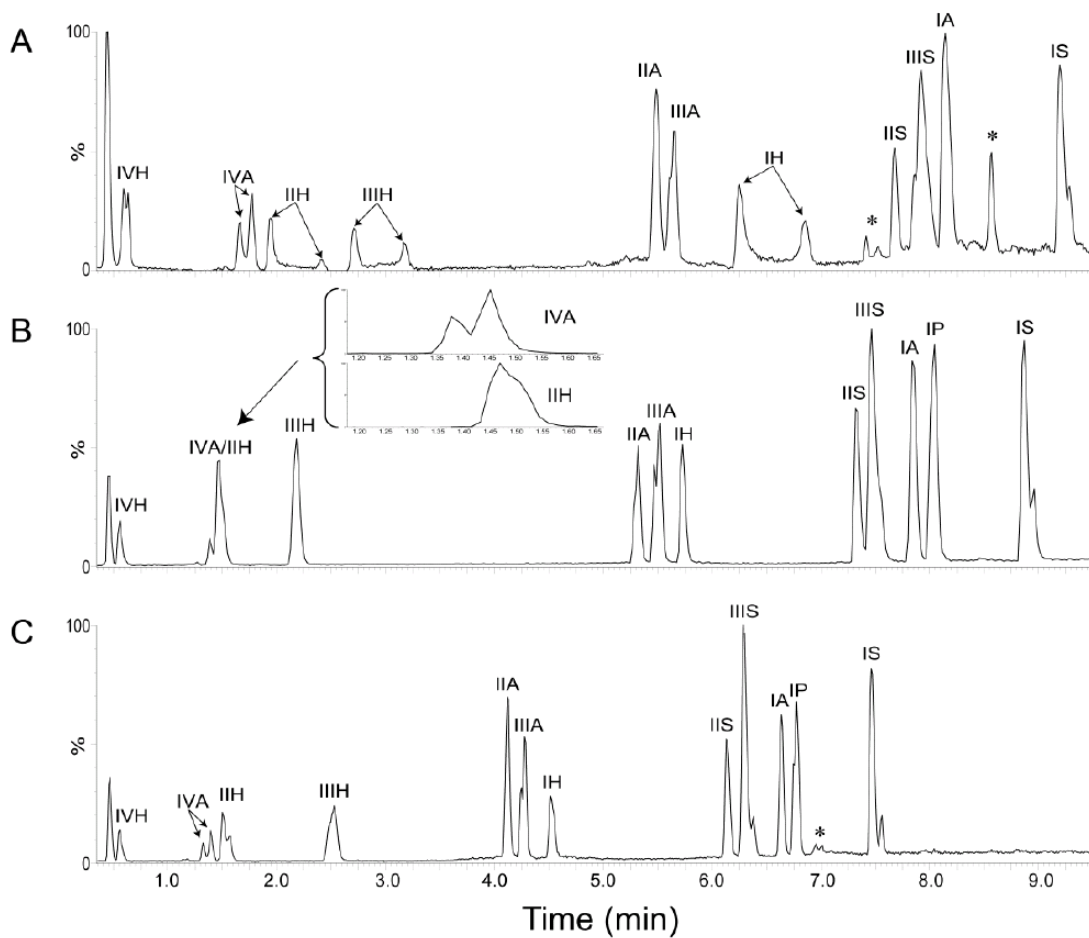 A
100
%
0
IVH
IVA
IIH
IIIH
IIA
IIIA
IH
*
IIS
IIIS
IA
*
IS
B
100
%
0
IVH
IVA/IIH
IIIH
IVA
1.20 1.25 1.30 1.35 1.40 1.45 1.50 1.55 1.60 1.65
IIH
1.20 1.25 1.30 1.35 1.40 1.45 1.50 1.55 1.60 1.65
IIA
IIIA
IH
IIS
IIIS
IA
IP
IS
C
100
%
0
IVH
IVA
IIH
IIIH
IIA
IIIA
IH
IIS
IIIS
IA
IP
*
IS
1.0 2.0 3.0 4.0 5.0 6.0 7.0 8.0 9.0
Time (min)